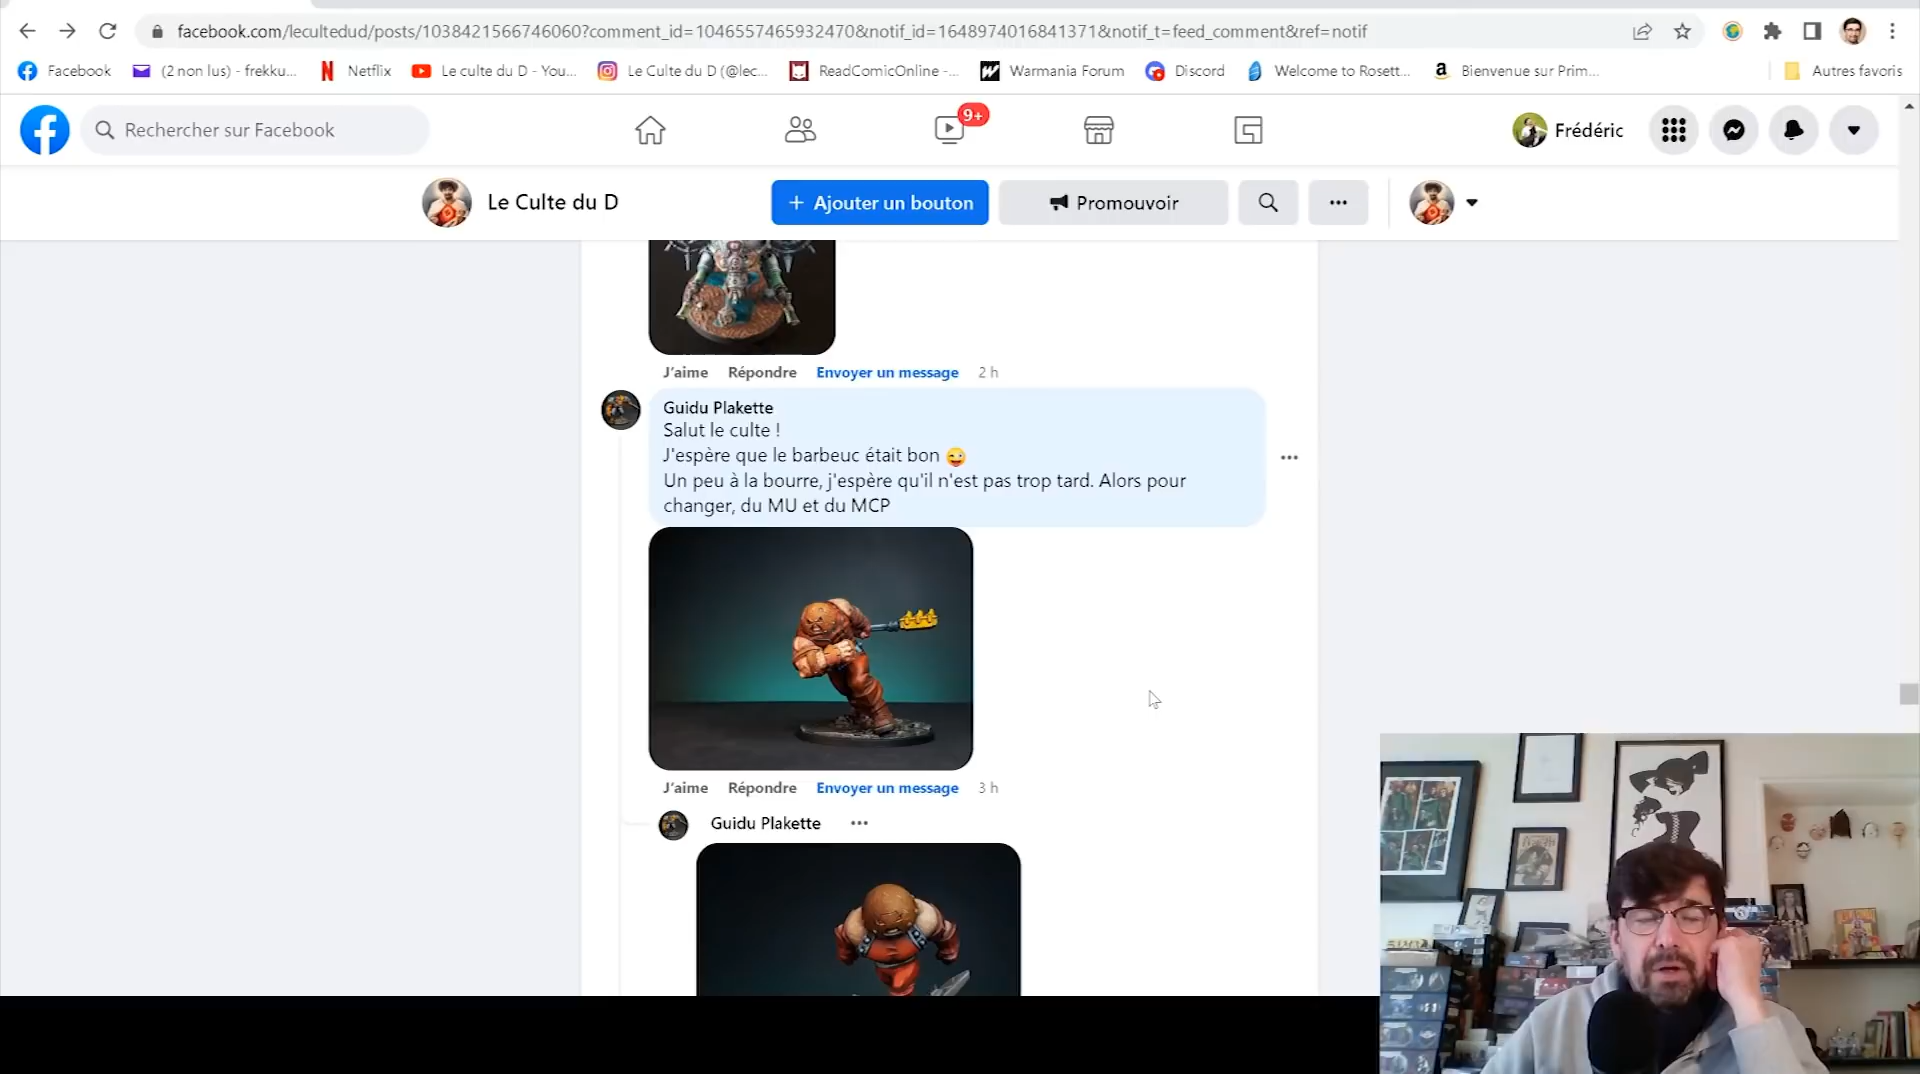 facebook.com/lecultedud/posts/1038421566746060?comment_id=1046557465932470&notif_id=1648974016841371&notif_t=feed_comment&ref=notif
Facebook (2 non lus) - frekku... Netflix Le culte du D - You... Le Culte du D (@lec... ReadComicOnline -... Warmania Forum Discord Welcome to Rosett... Bienvenue sur Prim... Autres favoris
Rechercher sur Facebook 9+ Frédéric
Le Culte du D + Ajouter un bouton Promouvoir
J'aime Répondre Envoyer un message 2 h
Guidu Plakette
Salut le culte !
J'espère que le barbeuc était bon 😜
Un peu à la bourre, j'espère qu'il n'est pas trop tard. Alors pour
changer, du MU et du MCP
J'aime Répondre Envoyer un message 3 h
Guidu Plakette